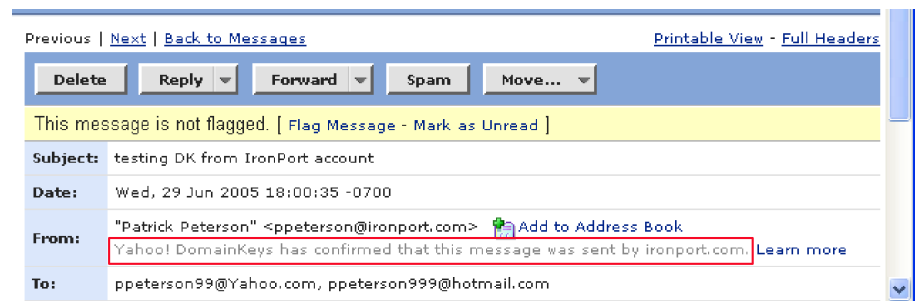 Previous | Next | Back to Messages Printable View - Full Headers
Delete Reply Forward Spam Move...
This message is not flagged. [ Flag Message - Mark as Unread ]
Subject: testing DK from IronPort account
Date: Wed, 29 Jun 2005 18:00:35 -0700
From: "Patrick Peterson" <ppeterson@ironport.com> Add to Address Book
Yahoo! DomainKeys has confirmed that this message was sent by ironport.com. Learn more
To: ppeterson99@Yahoo.com, ppeterson999@hotmail.com